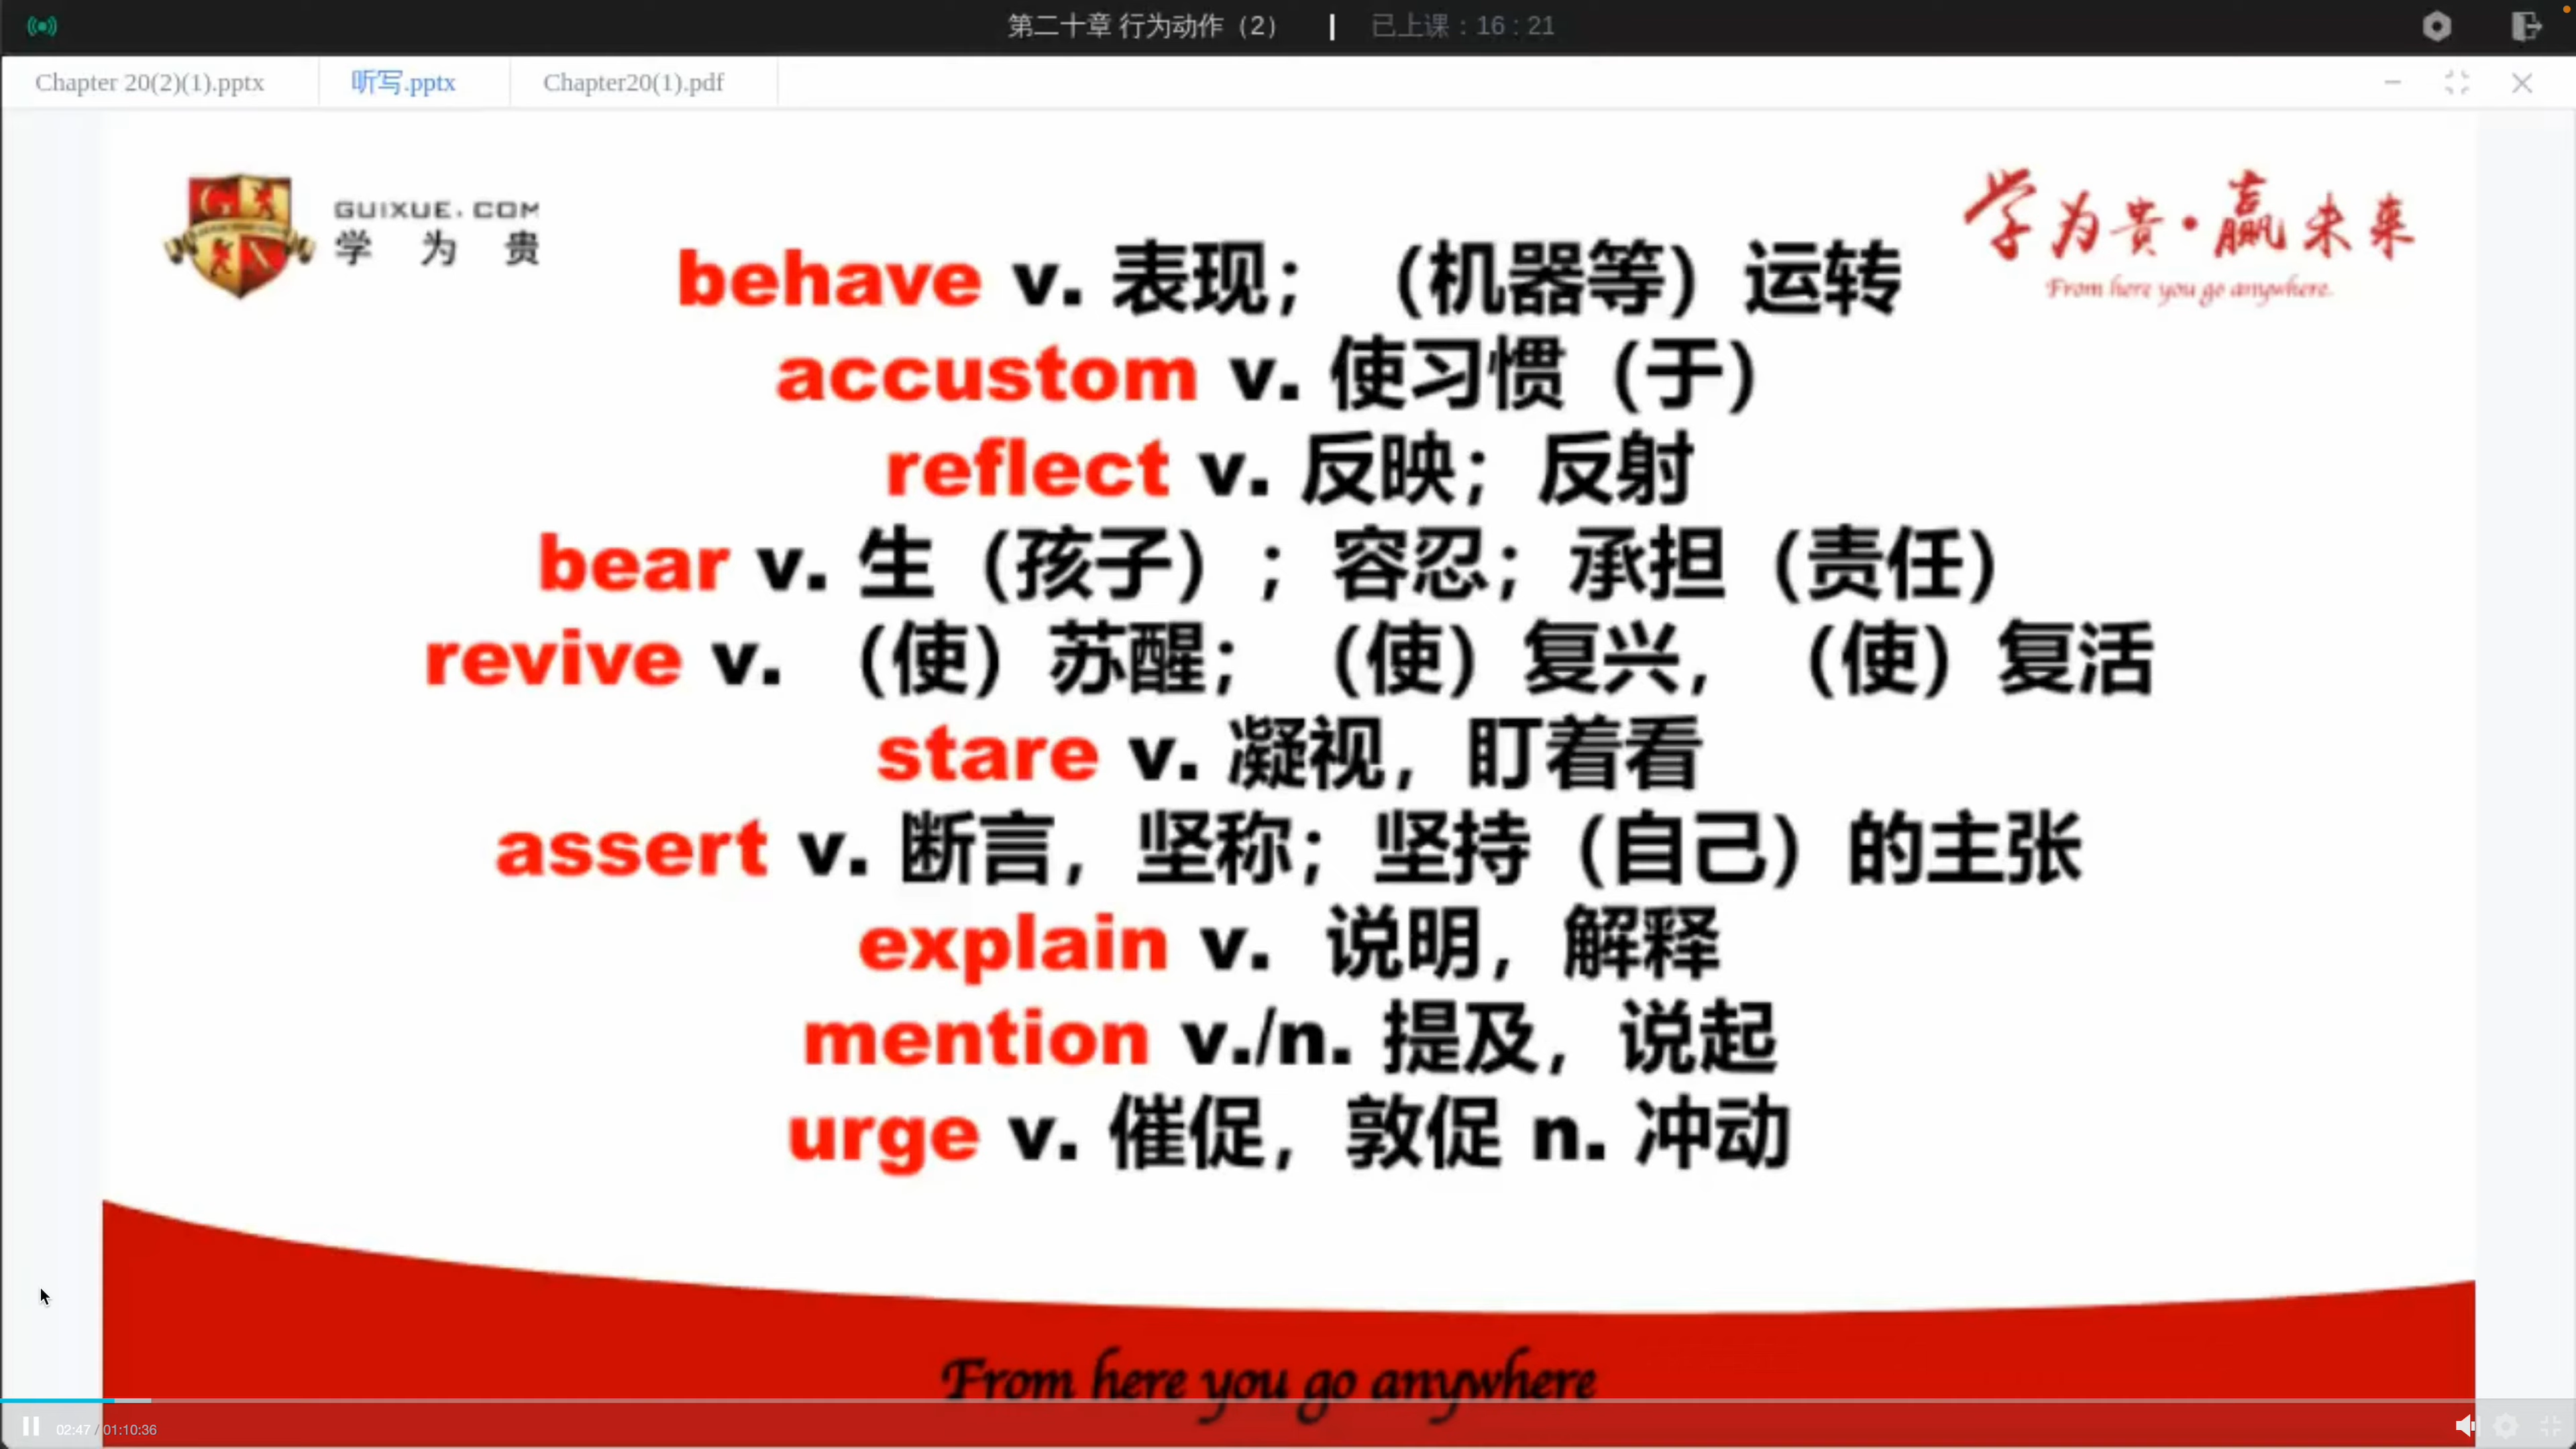 第二十章 行为动作（2） | 已上课：16：21
Chapter 20(2)(1).pptx 听写.pptx Chapter20(1).pdf
GUIXUE.COM
学为贵
学为贵·赢未来
From here you go anywhere.
behave v. 表现；（机器等）运转
accustom v. 使习惯（于）
reflect v. 反映；反射
bear v. 生（孩子）；容忍；承担（责任）
revive v. （使）苏醒；（使）复兴，（使）复活
stare v. 凝视，盯着看
assert v. 断言，坚称；坚持（自己）的主张
explain v. 说明，解释
mention v./n. 提及，说起
urge v. 催促，敦促 n. 冲动
From here you go anywhere
02:47 / 01:10:36